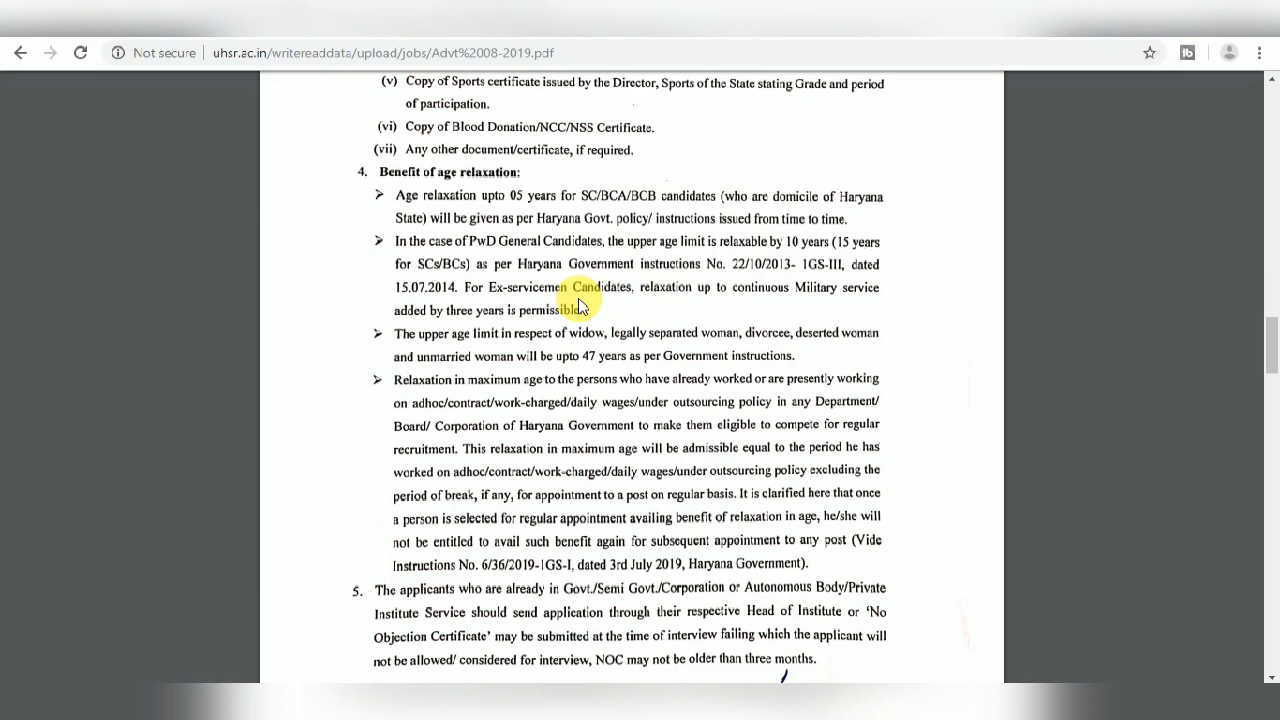 Not secure | uhsr.ac.in/writereaddata/upload/jobs/Advt%2008-2019.pdf
(v) Copy of Sports certificate issued by the Director, Sports of the State stating Grade and period
of participation.
(vi) Copy of Blood Donation/NCC/NSS Certificate.
(vii) Any other document/certificate, if required.
4. Benefit of age relaxation:
➢ Age relaxation upto 05 years for SC/BCA/BCB candidates (who are domicile of Haryana
State) will be given as per Haryana Govt. policy/ instructions issued from time to time.
➢ In the case of PwD General Candidates, the upper age limit is relaxable by 10 years (15 years
for SCs/BCs) as per Haryana Government instructions No. 22/10/2013- 1GS-III, dated
15.07.2014. For Ex-servicemen Candidates, relaxation up to continuous Military service
added by three years is permissible.
➢ The upper age limit in respect of widow, legally separated woman, divorcee, deserted woman
and unmarried woman will be upto 47 years as per Government instructions.
➢ Relaxation in maximum age to the persons who have already worked or are presently working
on adhoc/contract/work-charged/daily wages/under outsourcing policy in any Department/
Board/ Corporation of Haryana Government to make them eligible to compete for regular
recruitment. This relaxation in maximum age will be admissible equal to the period he has
worked on adhoc/contract/work-charged/daily wages/under outsourcing policy excluding the
period of break, if any, for appointment to a post on regular basis. It is clarified here that once
a person is selected for regular appointment availing benefit of relaxation in age, he/she will
not be entitled to avail such benefit again for subsequent appointment to any post (Vide
Instructions No. 6/36/2019-1GS-I, dated 3rd July 2019, Haryana Government).
5. The applicants who are already in Govt./Semi Govt./Corporation or Autonomous Body/Private
Institute Service should send application through their respective Head of Institute or 'No
Objection Certificate' may be submitted at the time of interview failing which the applicant will
not be allowed/ considered for interview, NOC may not be older than three months.